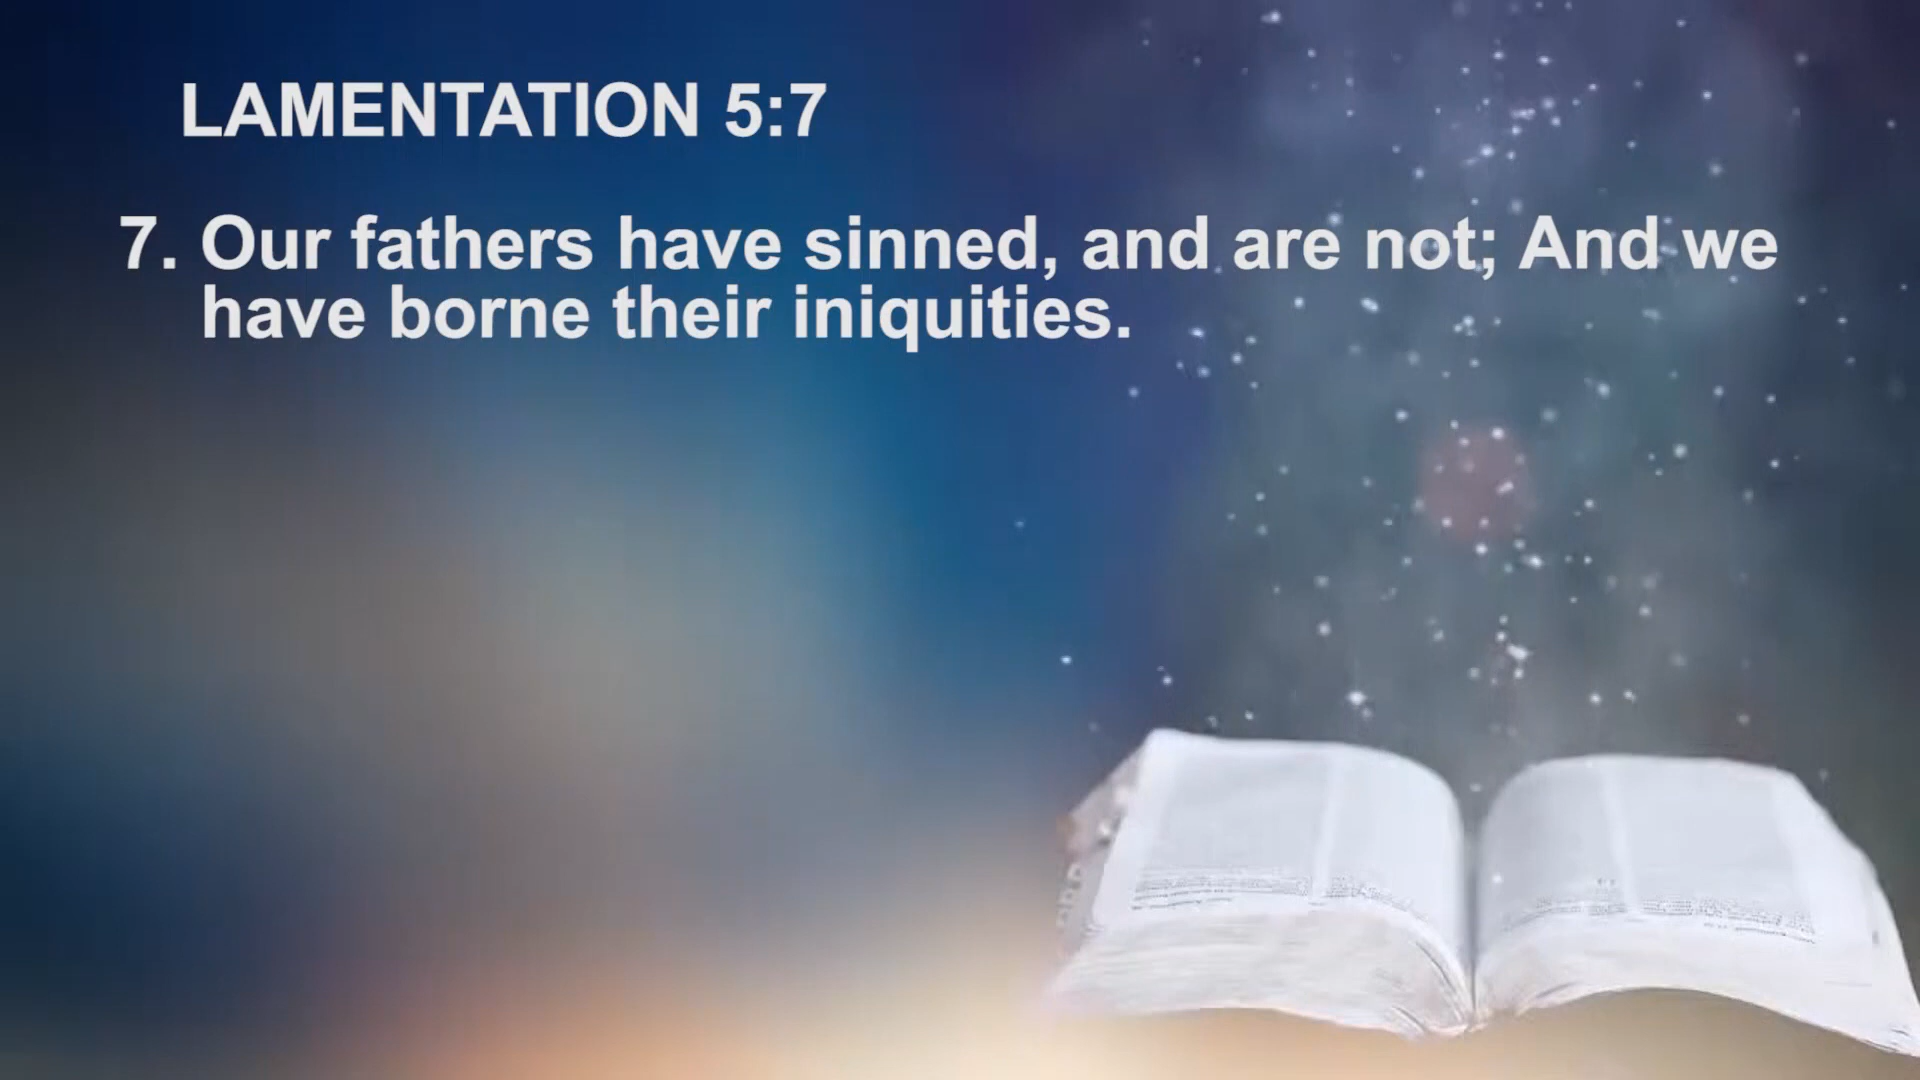 LAMENTATION 5:7
7. Our fathers have sinned, and are not; And we
have borne their iniquities.